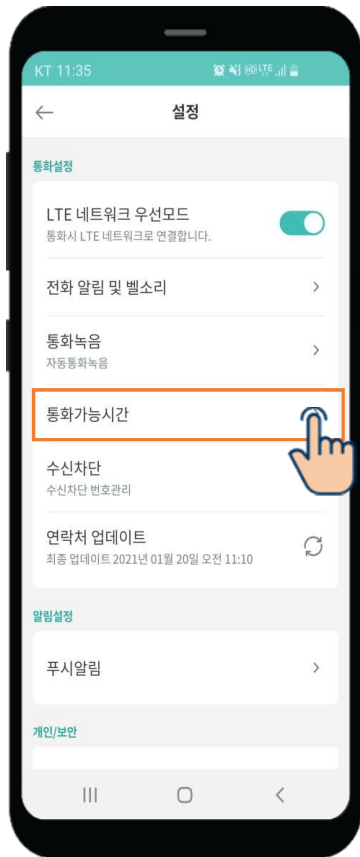 KT 11:35
HD LTE
설정
통화설정
LTE 네트워크 우선모드
통화시 LTE 네트워크로 연결합니다.
전화 알림 및 벨소리
통화녹음
자동통화녹음
통화가능시간
수신차단
수신차단 번호관리
연락처 업데이트
최종 업데이트 2021년 01월 20일 오전 11:10
알림설정
푸시알림
개인/보안